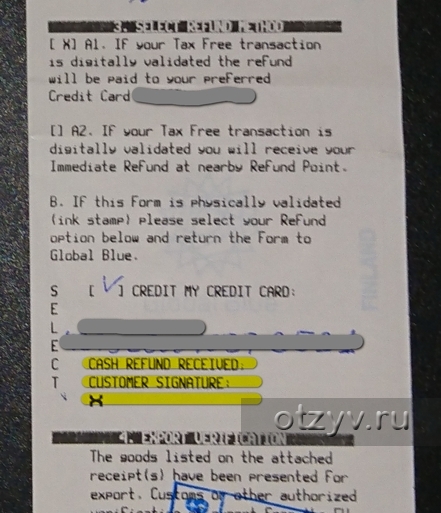 3. SELECT REFUND METHOD
[ X] A1. If your Tax Free transaction
is digitally validated the refund
will be paid to your preferred
Credit Card
[] A2. If your Tax Free transaction is
digitally validated you will receive your
Immediate Refund at nearby Refund Point.
B. If this Form is physically validated
(ink stamp) please select your Refund
option below and return the Form to
Global Blue.
SELECT
[ ✓ ] CREDIT MY CREDIT CARD:
CASH REFUND RECEIVED:
CUSTOMER SIGNATURE:
X
FINLAND
otzyv.ru
4. EXPORT VERIFICATION
The goods listed on the attached
receipt(s) have been presented for
export. Customs or other authorized